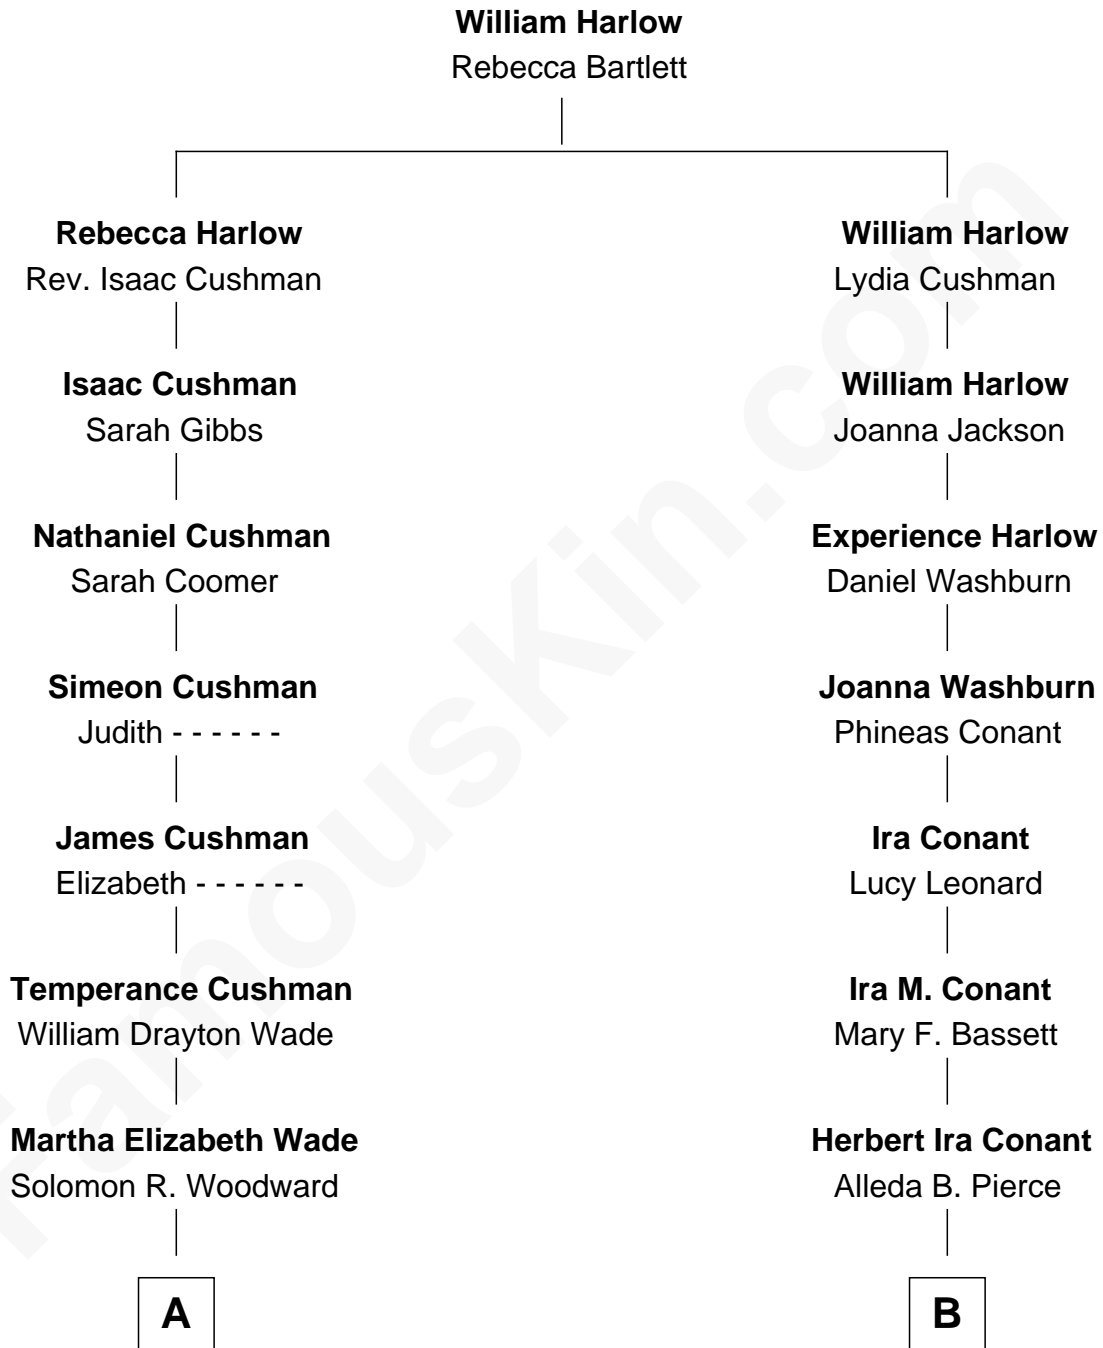 William Harlow
Rebecca Bartlett
Rebecca Harlow
Rev. Isaac Cushman
William Harlow
Lydia Cushman
Isaac Cushman
Sarah Gibbs
William Harlow
Joanna Jackson
Nathaniel Cushman
Sarah Coomer
Experience Harlow
Daniel Washburn
Simeon Cushman
Judith - - - - - -
Joanna Washburn
Phineas Conant
James Cushman
Elizabeth - - - - - -
Ira Conant
Lucy Leonard
Temperance Cushman
William Drayton Wade
Ira M. Conant
Mary F. Bassett
Martha Elizabeth Wade
Solomon R. Woodward
Herbert Ira Conant
Alleda B. Pierce
A
B
FamousKin.com